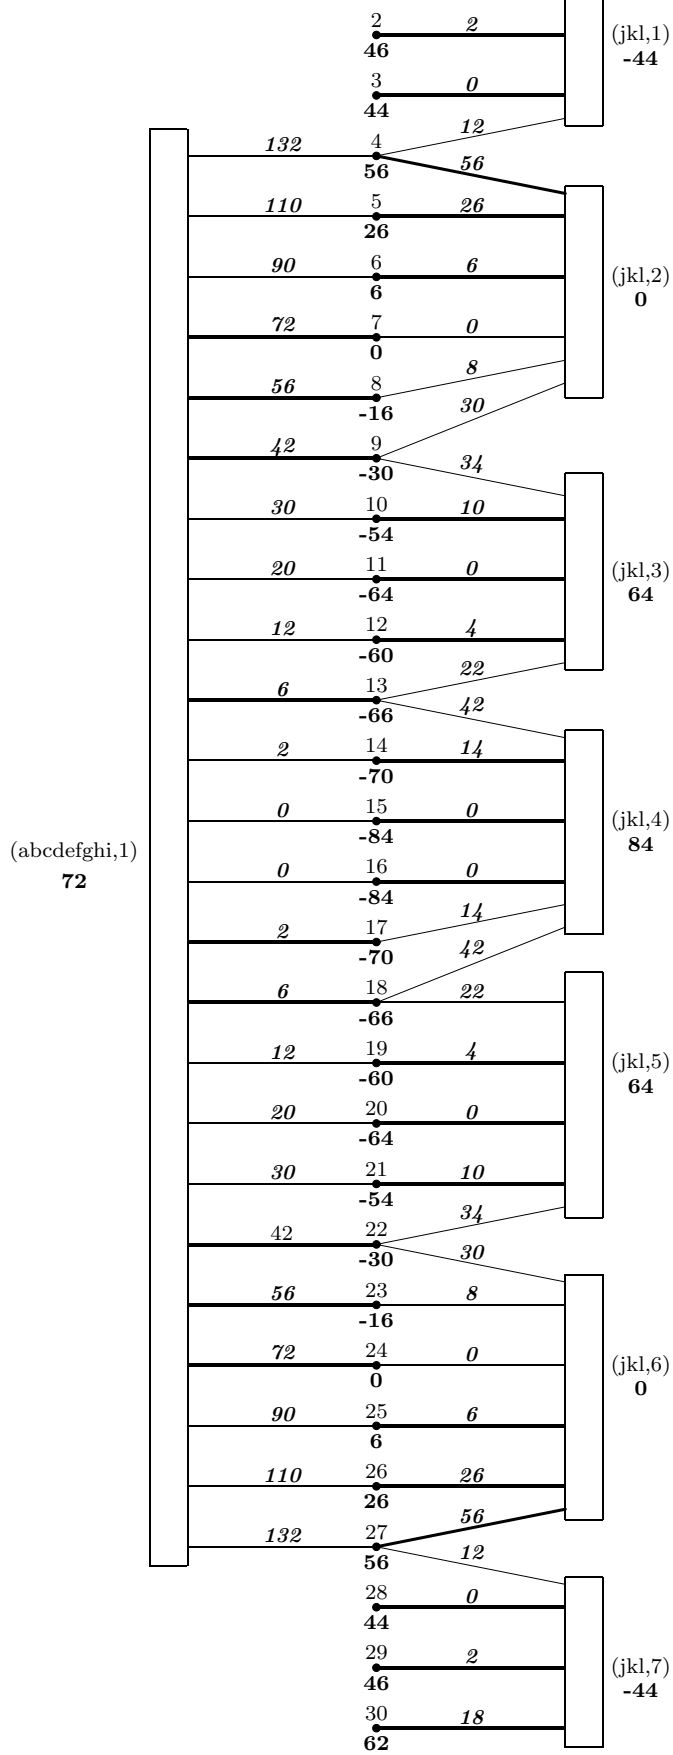 2 2 (jkl,1)
46 -44
3 0
44
12
132 4
56 56
110 5 26
26
90 6 6 (jkl,2)
6 0
72 7 0
0
56 8 8
-16
30
42 9
-30 34
30 10 10
-54
20 11 0 (jkl,3)
-64 64
12 12 4
-60
6 13 22
-66 42
2 14 14
-70
0 15 0 (jkl,4)
-84 84
(abcdefghi,1)
72
0 16 0
-84
2 17 14
-70
42
6 18 22
-66
12 19 4 (jkl,5)
-60 64
20 20 0
-64
30 21 10
-54
34
42 22 30
-30
56 23 8
-16
72 24 0 (jkl,6)
0 0
90 25 6
6
110 26 26
26
56
132 27
56 12
28 0
44
29 2 (jkl,7)
46 -44
30 18
62